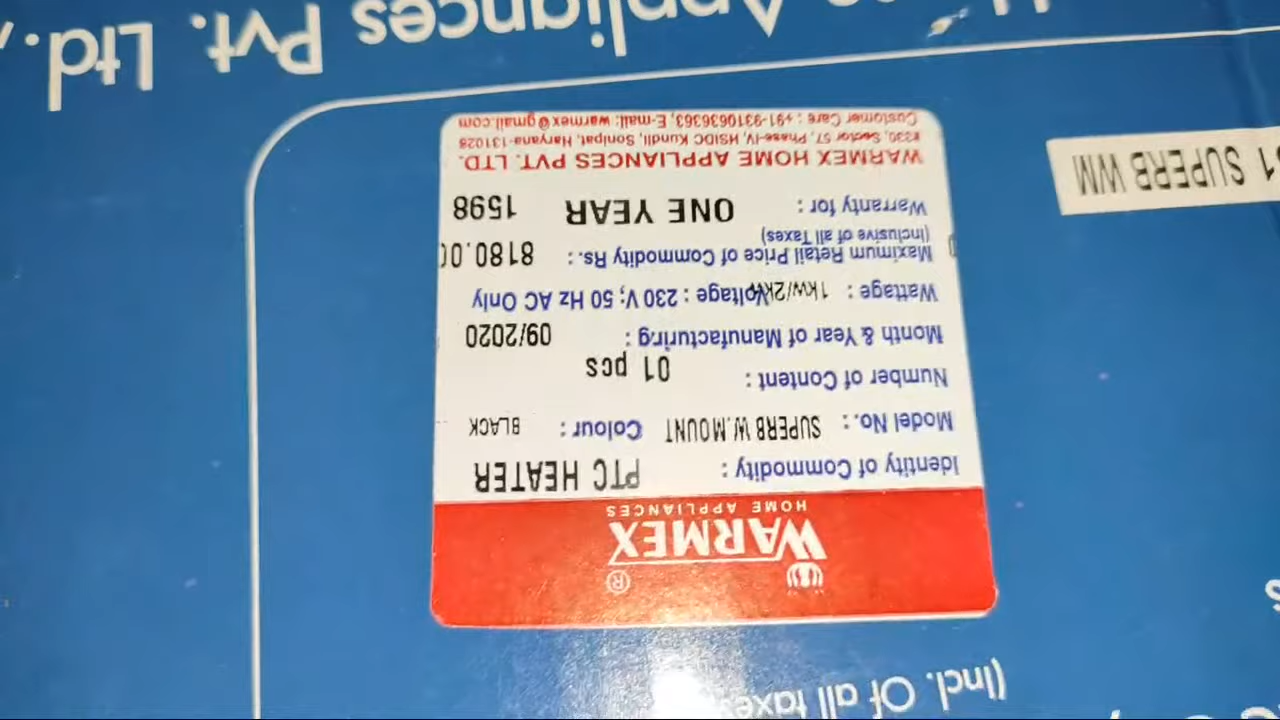 (Incl. Of all taxes
WARMEX®
HOME APPLIANCES
Identity of Commodity : PTC HEATER
Model No.: SUPERB W.MOUNT Colour : BLACK
Number of Content : 01 pcs
Month & Year of Manufacturing : 09/2020
Wattage : 1kw/2kw Voltage : 230 V; 50 Hz AC Only
Maximum Retail Price of Commodity Rs. : 8180.00
(Inclusive of all Taxes)
Warranty for : ONE YEAR 1598
WARMEX HOME APPLIANCES PVT. LTD.
#330, Sector 57, Phase-IV, HSIDC Kundli, Sonipat, Haryana-131028
Customer Care : +91-9310636363, E-mail: warmex@gmail.com
1 SUPERB WM
Appliances Pvt. Ltd.,